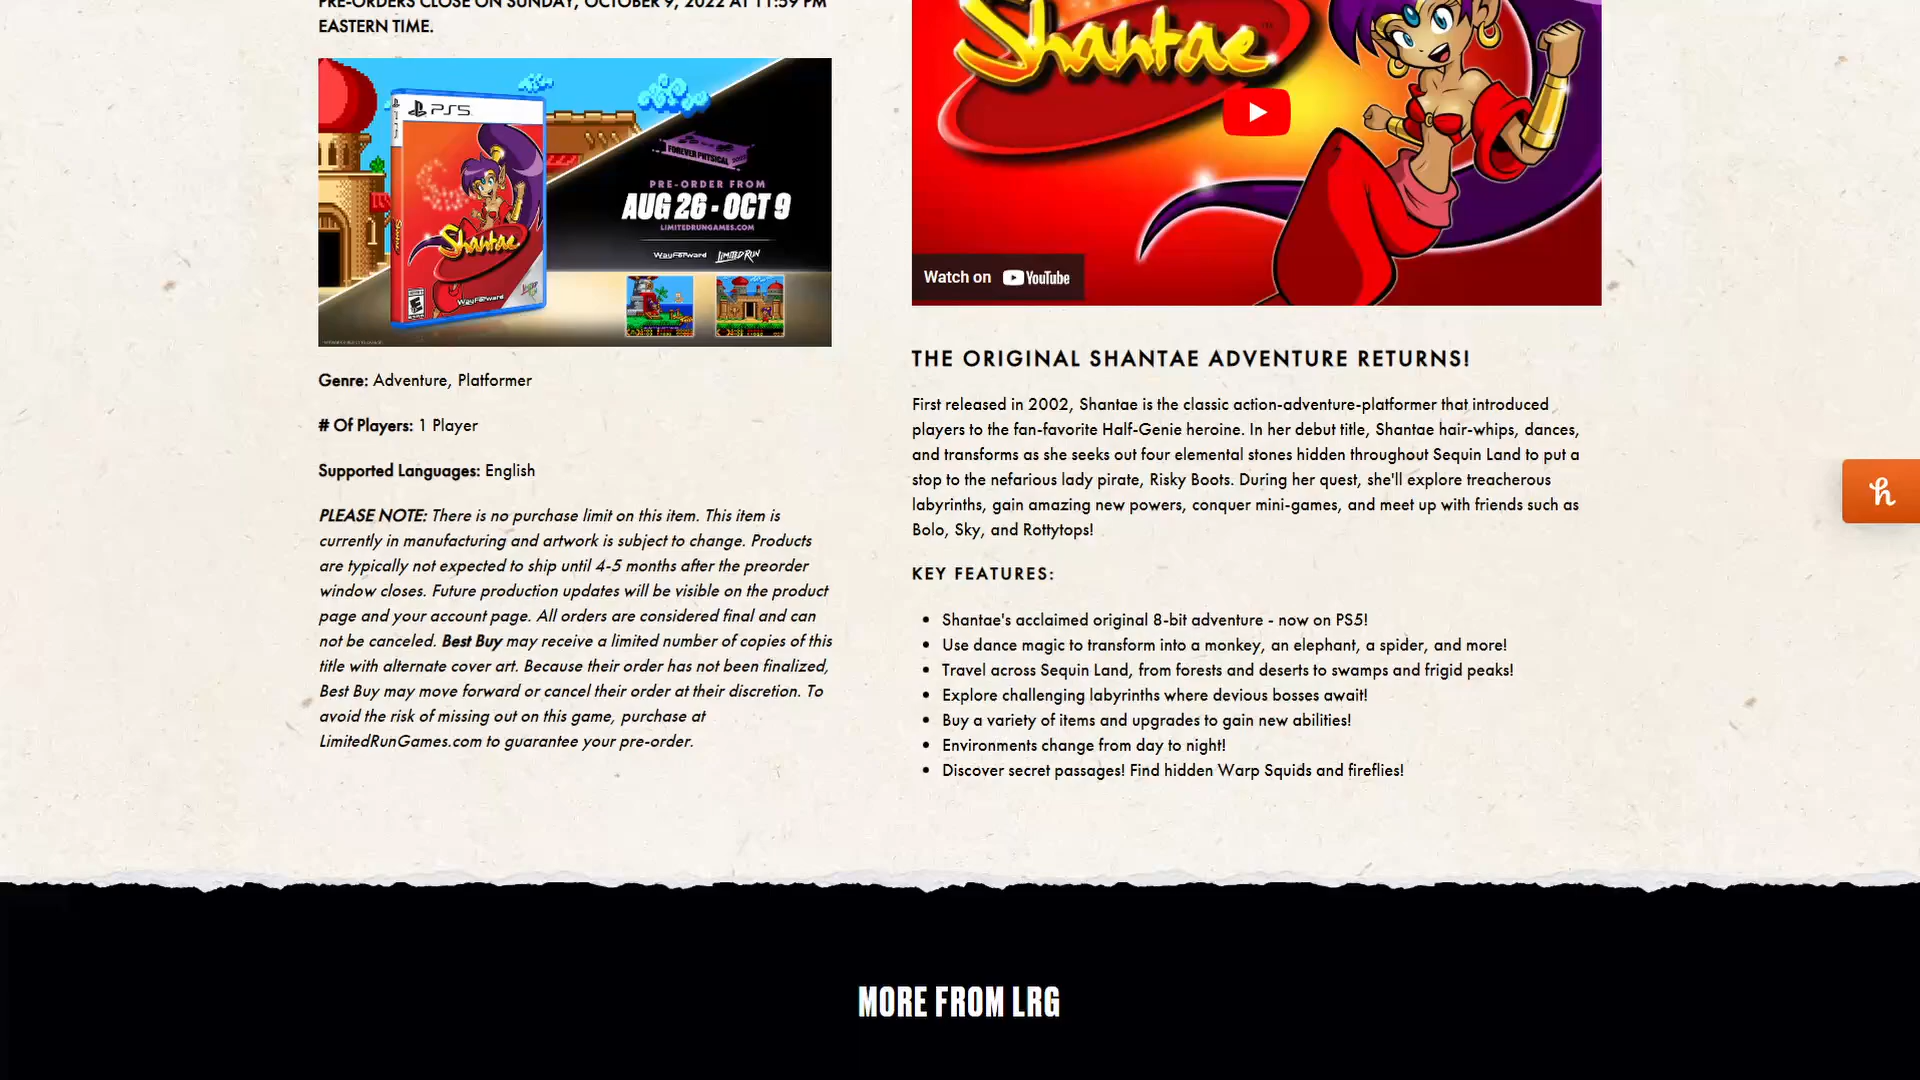 PRE-ORDERS CLOSE ON SUNDAY, OCTOBER 9, 2022 AT 11:59 PM
EASTERN TIME.
PS5
Shantae
WayForward
FOREVER PHYSICAL
PRE-ORDER FROM
AUG 26 - OCT 9
LIMITEDRUNGAMES.COM
WayForward LIMITED RUN
Genre: Adventure, Platformer
# Of Players: 1 Player
Supported Languages: English
PLEASE NOTE: There is no purchase limit on this item. This item is
currently in manufacturing and artwork is subject to change. Products
are typically not expected to ship until 4-5 months after the preorder
window closes. Future production updates will be visible on the product
page and your account page. All orders are considered final and can
not be canceled. Best Buy may receive a limited number of copies of this
title with alternate cover art. Because their order has not been finalized,
Best Buy may move forward or cancel their order at their discretion. To
avoid the risk of missing out on this game, purchase at
LimitedRunGames.com to guarantee your pre-order.
Shantae
Watch on YouTube
THE ORIGINAL SHANTAE ADVENTURE RETURNS!
First released in 2002, Shantae is the classic action-adventure-platformer that introduced
players to the fan-favorite Half-Genie heroine. In her debut title, Shantae hair-whips, dances,
and transforms as she seeks out four elemental stones hidden throughout Sequin Land to put a
stop to the nefarious lady pirate, Risky Boots. During her quest, she'll explore treacherous
labyrinths, gain amazing new powers, conquer mini-games, and meet up with friends such as
Bolo, Sky, and Rottytops!
KEY FEATURES:
Shantae's acclaimed original 8-bit adventure - now on PS5!
Use dance magic to transform into a monkey, an elephant, a spider, and more!
Travel across Sequin Land, from forests and deserts to swamps and frigid peaks!
Explore challenging labyrinths where devious bosses await!
Buy a variety of items and upgrades to gain new abilities!
Environments change from day to night!
Discover secret passages! Find hidden Warp Squids and fireflies!
h
MORE FROM LRG